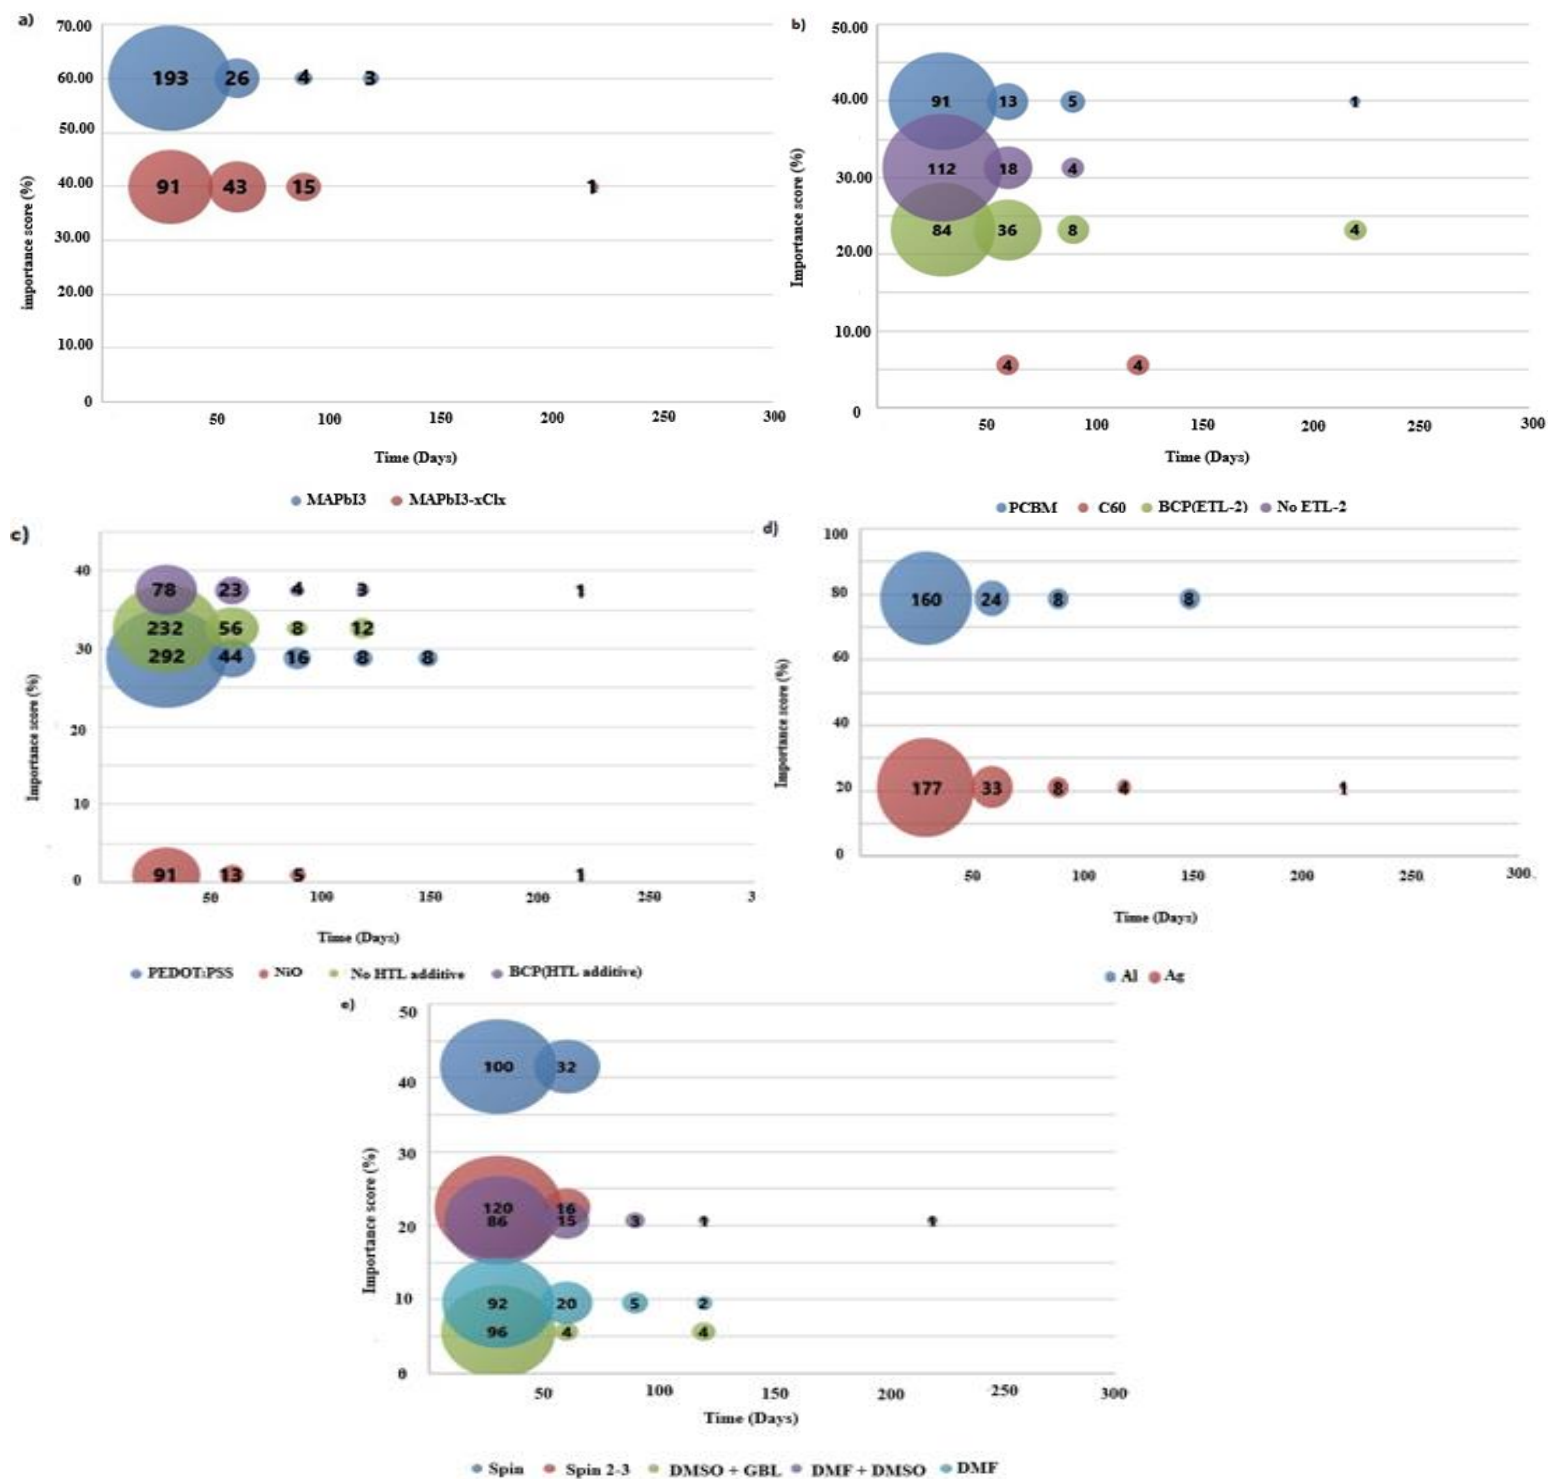 a)
70.00
60.00
50.00
40.00
30.00
20.00
10.00
0
importance score (%)
193 26 4 3
91 43 15 1
50 100 150 200 250 300
Time (Days)
MAPbI3 MAPbI3-xClx
b)
50.00
40.00
30.00
20.00
10.00
0
Importance score (%)
91 13 5 1
112 18 4
84 36 8 4
4 4
50 100 150 200 250 300
Time (Days)
PCBM C60 BCP(ETL-2) No ETL-2
c)
40
30
20
10
0
Importance score (%)
78 23 4 3 1
232 56 8 12
292 44 16 8 8
91 13 5 1
50 100 150 200 250 3
Time (Days)
PEDOT:PSS NiO No HTL additive BCP(HTL additive)
d)
100
80
60
40
20
0
Importance score (%)
160 24 8 8
177 33 8 4 1
50 100 150 200 250 300
Time (Days)
Al Ag
e)
50
40
30
20
10
0
Importance score (%)
100 32
120 16
86 15 3 1 1
92 20 5 2
96 4 4
50 100 150 200 250 300
Time (Days)
Spin Spin 2-3 DMSO + GBL DMF + DMSO DMF